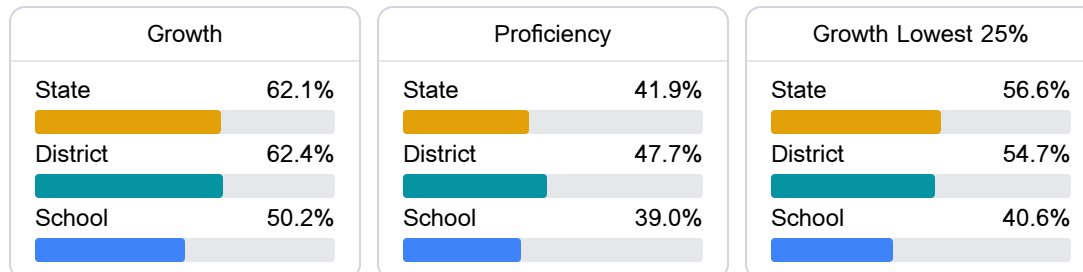 Growth
State 62.1%
District 62.4%
School 50.2%
Proficiency
State 41.9%
District 47.7%
School 39.0%
Growth Lowest 25%
State 56.6%
District 54.7%
School 40.6%